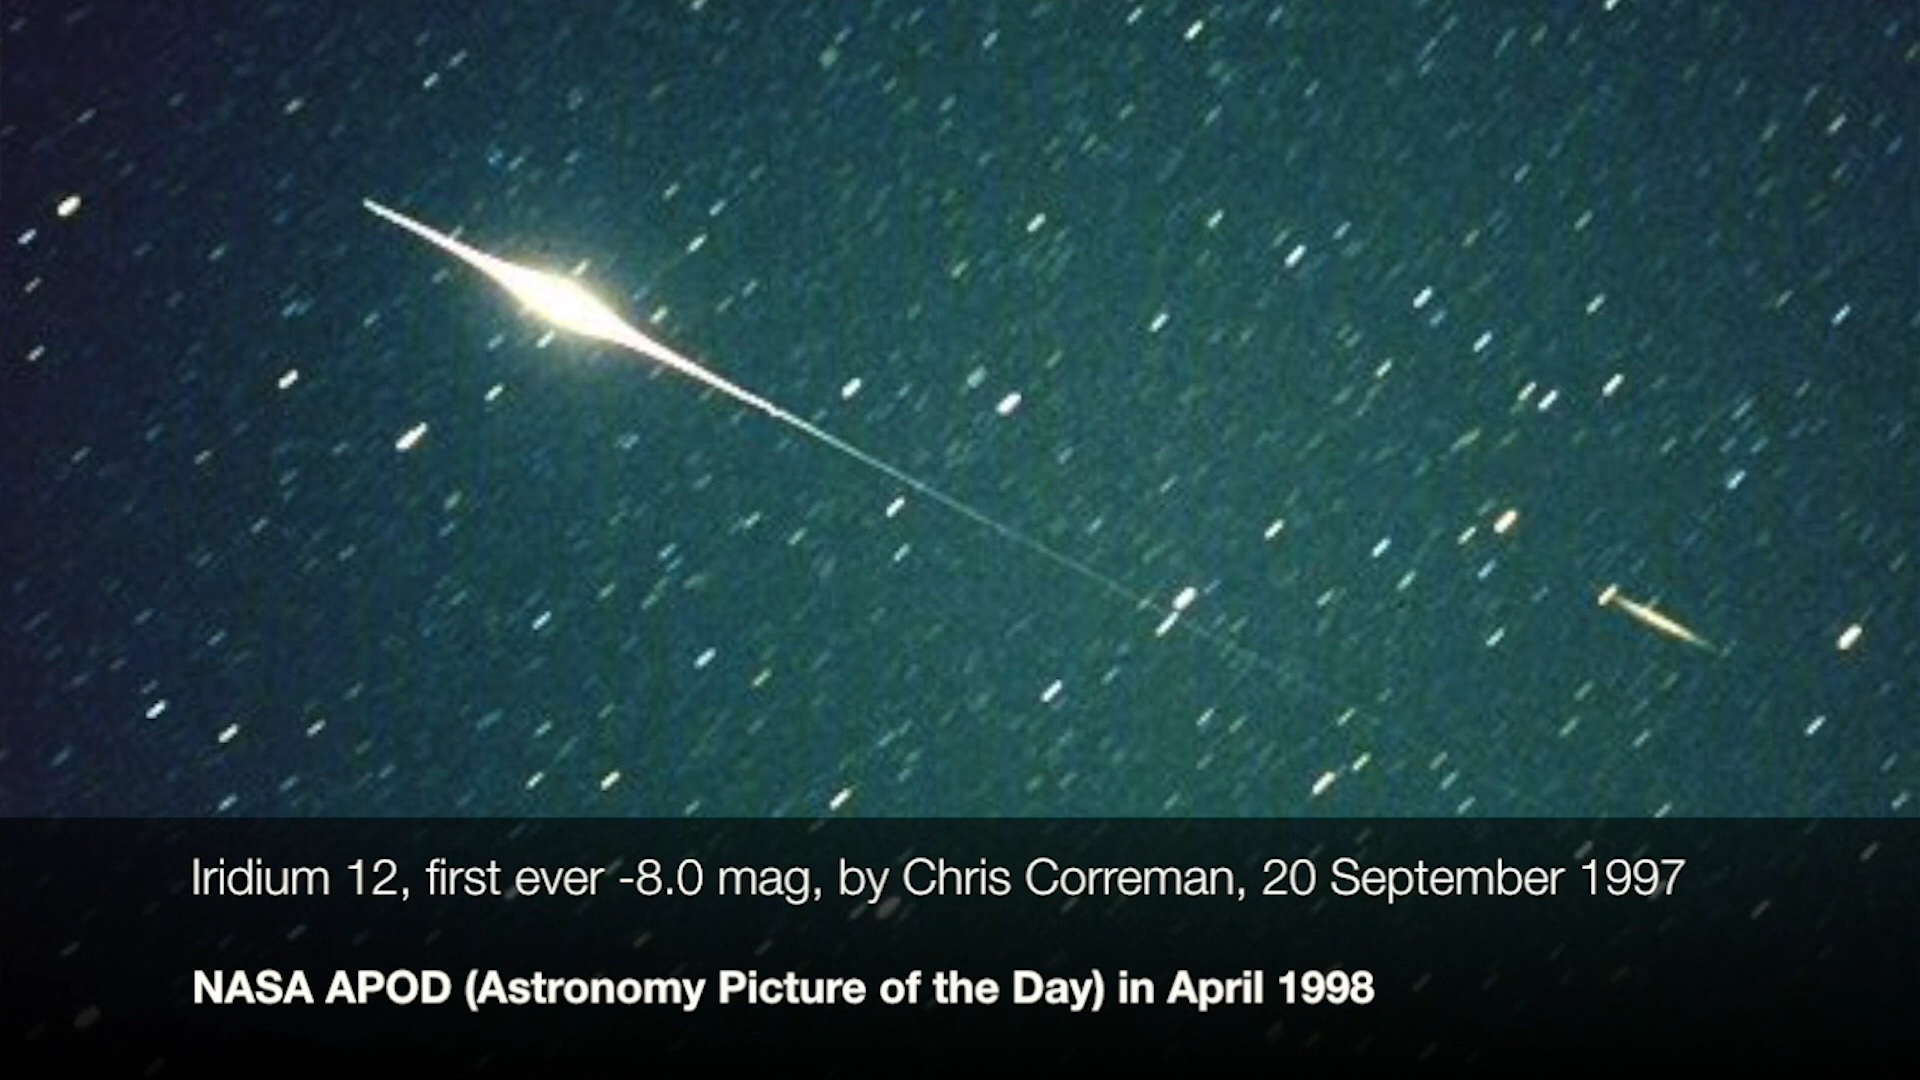 Iridium 12, first ever -8.0 mag, by Chris Correman, 20 September 1997
NASA APOD (Astronomy Picture of the Day) in April 1998